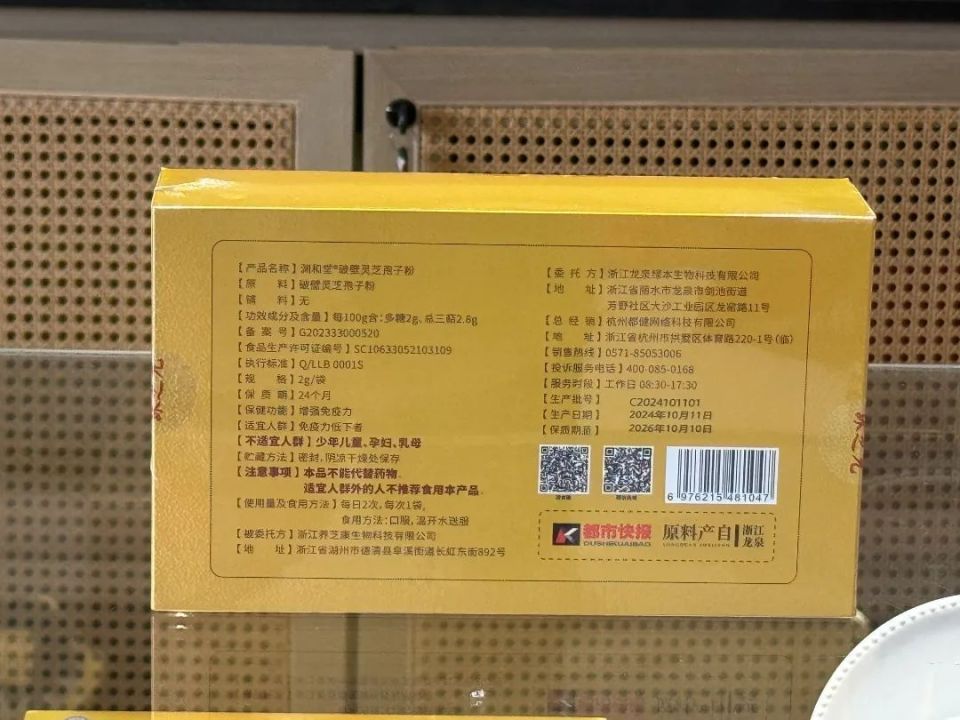 【产品名称】润和堂®破壁灵芝孢子粉
【原 料】破壁灵芝孢子粉
【辅 料】无
【功效成分及含量】每100g含:多糖2g、总三萜2.8g
【备 案 号】G202333000520
【食品生产许可证编号】SC10633052103109
【执行标准】Q/LLB 0001S
【规 格】2g/袋
【保 质 期】24个月
【保健功能】增强免疫力
【适宜人群】免疫力低下者
【不适宜人群】少年儿童、孕妇、乳母
【贮藏方法】密封,阴凉干燥处保存
【注意事项】本品不能代替药物。
适宜人群外的人不推荐食用本产品。
【使用量及食用方法】每日2次,每次1袋,
食用方法:口服,温开水送服
【被委托方】浙江养芝康生物科技有限公司
【地 址】浙江省湖州市德清县阜溪街道长虹东街892号
【委 托 方】浙江龙泉绿本生物科技有限公司
【地 址】浙江省丽水市龙泉市剑池街道
芳野社区大沙工业园区龙窑路11号
【总 经 销】杭州都健网络科技有限公司
【地 址】浙江省杭州市拱墅区体育路220-1号(临)
【销售热线】0571-85053006
【投诉服务电话】400-085-0168
【服务时段】工作日 08:30-17:30
【生产批号】 C2024101101
【生产日期】 2024年10月11日
【保质期至】 2026年10月10日
6 976215 481047
都市快报
DUSHIKUAIBAO
原料产自
浙江
龙泉